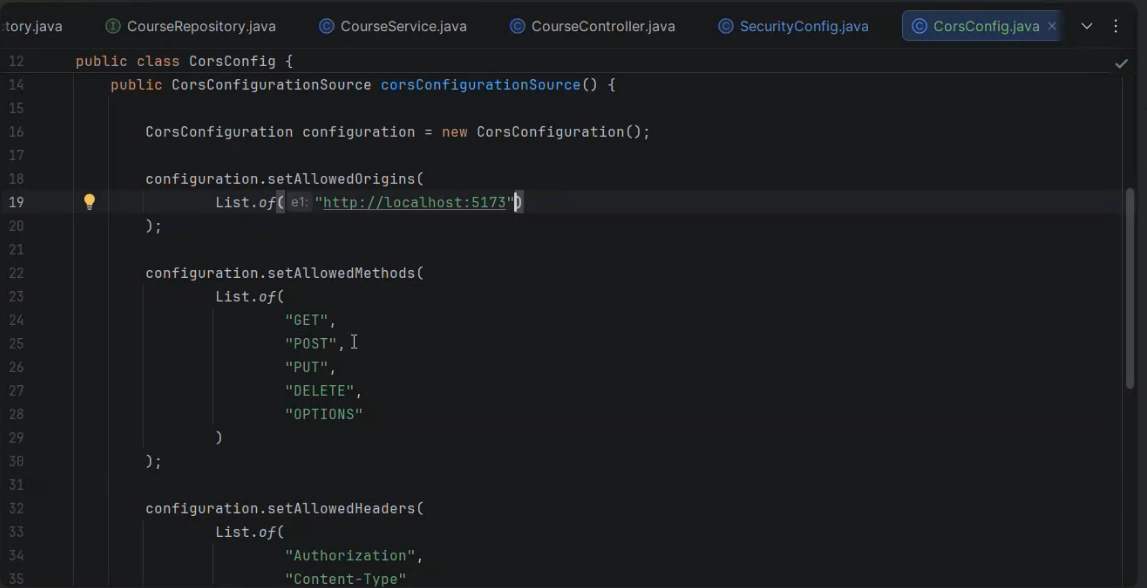 tory.java CourseRepository.java CourseService.java CourseController.java SecurityConfig.java CorsConfig.java
12 public class CorsConfig {
14 public CorsConfigurationSource corsConfigurationSource() {
15
16 CorsConfiguration configuration = new CorsConfiguration();
17
18 configuration.setAllowedOrigins(
19 List.of( e1: "http://localhost:5173")
20 );
21
22 configuration.setAllowedMethods(
23 List.of(
24 "GET",
25 "POST",
26 "PUT",
27 "DELETE",
28 "OPTIONS"
29 )
30 );
31
32 configuration.setAllowedHeaders(
33 List.of(
34 "Authorization",
35 "Content-Type"